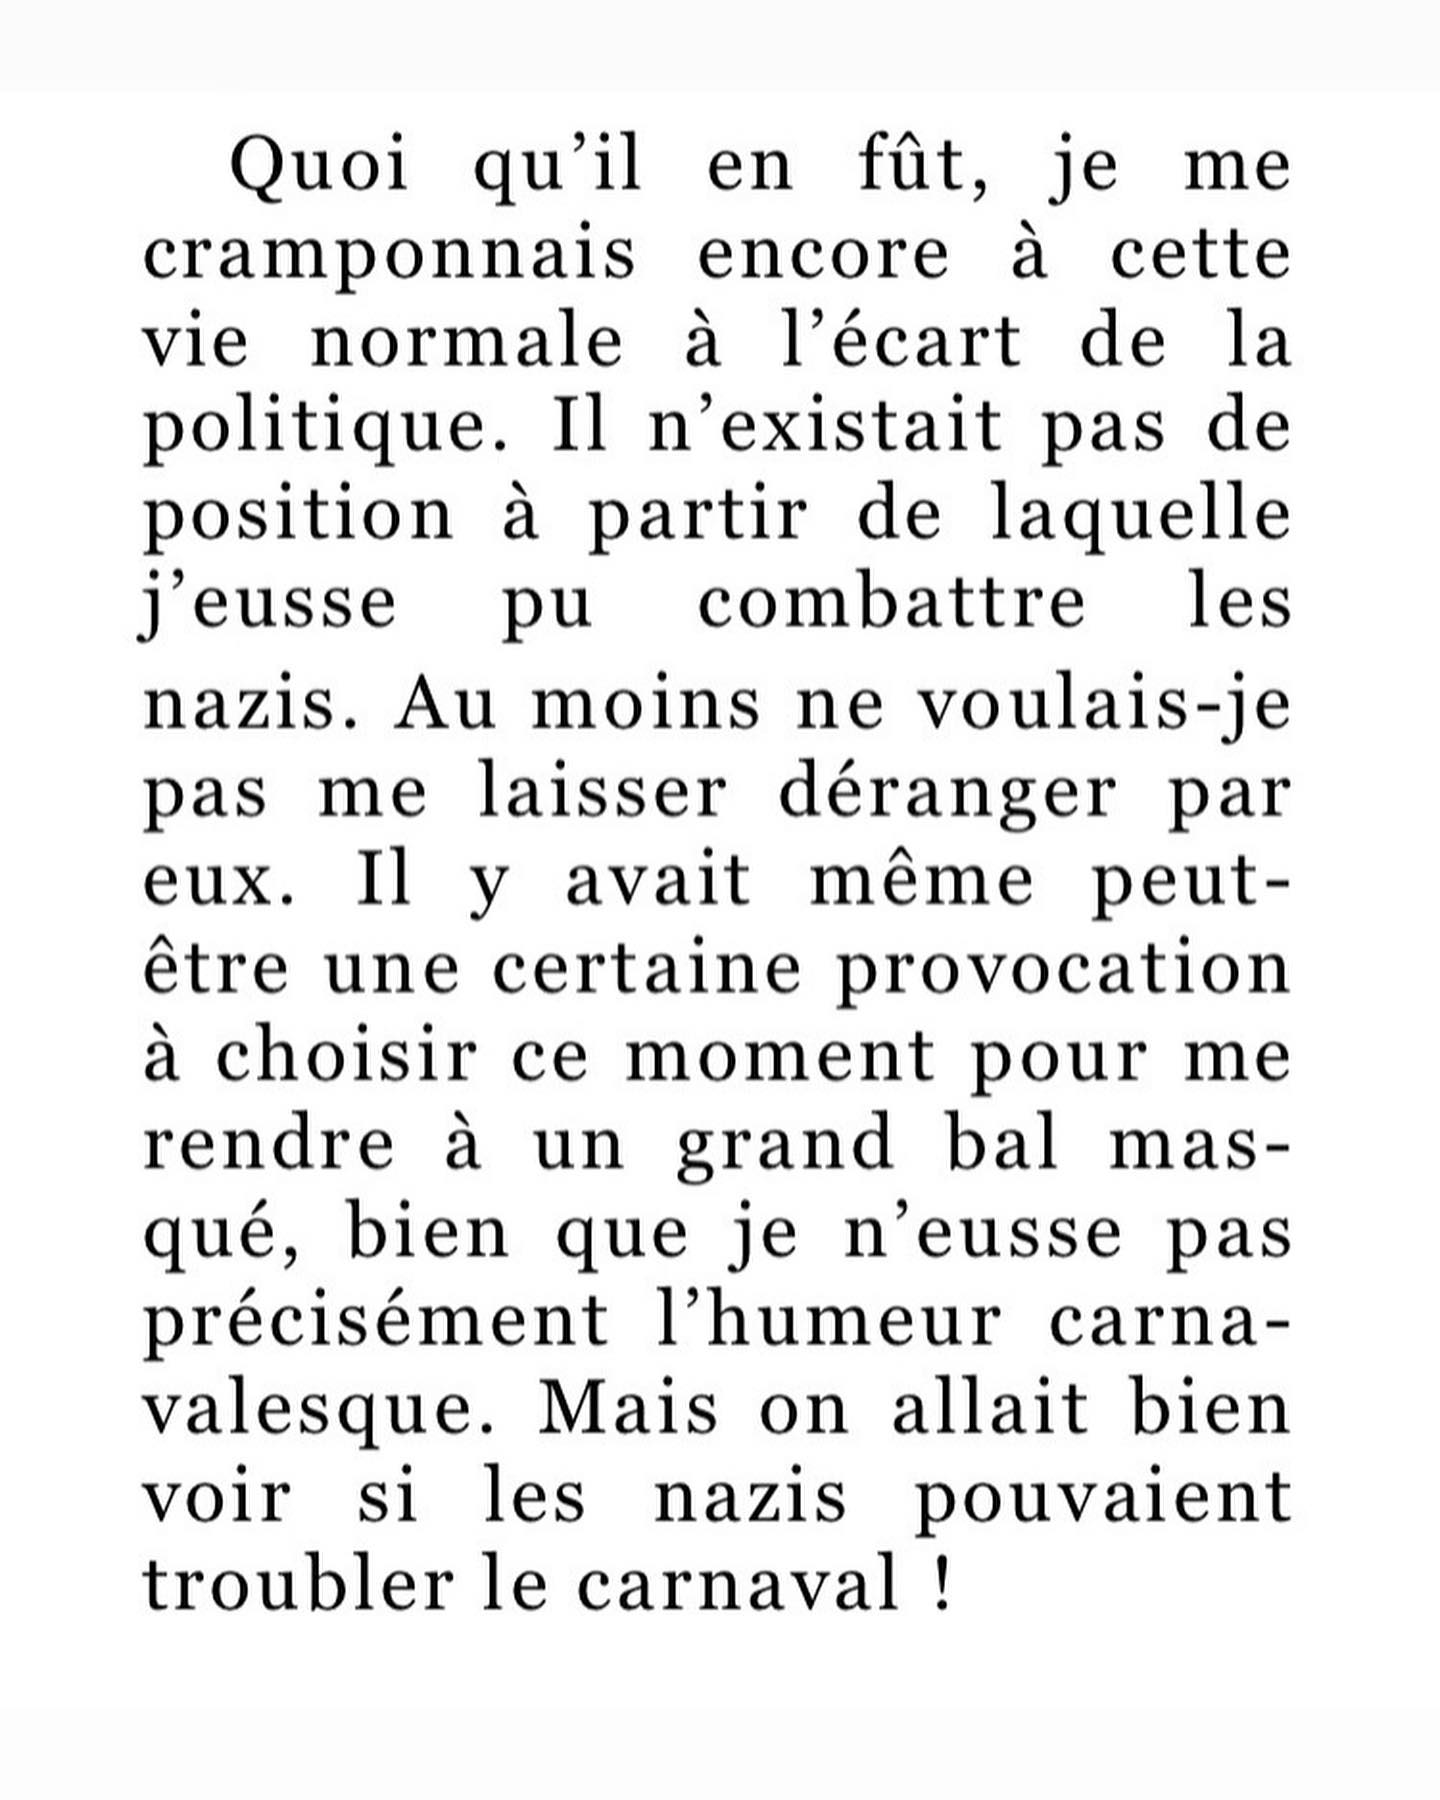 Quoi qu’il en fût, je me
cramponnais encore à cette
vie normale à l’écart de la
politique. Il n’existait pas de
position à partir de laquelle
j’eusse pu combattre les
nazis. Au moins ne voulais-je
pas me laisser déranger par
eux. Il y avait même peut-
être une certaine provocation
à choisir ce moment pour me
rendre à un grand bal mas-
qué, bien que je n’eusse pas
précisément l’humeur carna-
valesque. Mais on allait bien
voir si les nazis pouvaient
troubler le carnaval !